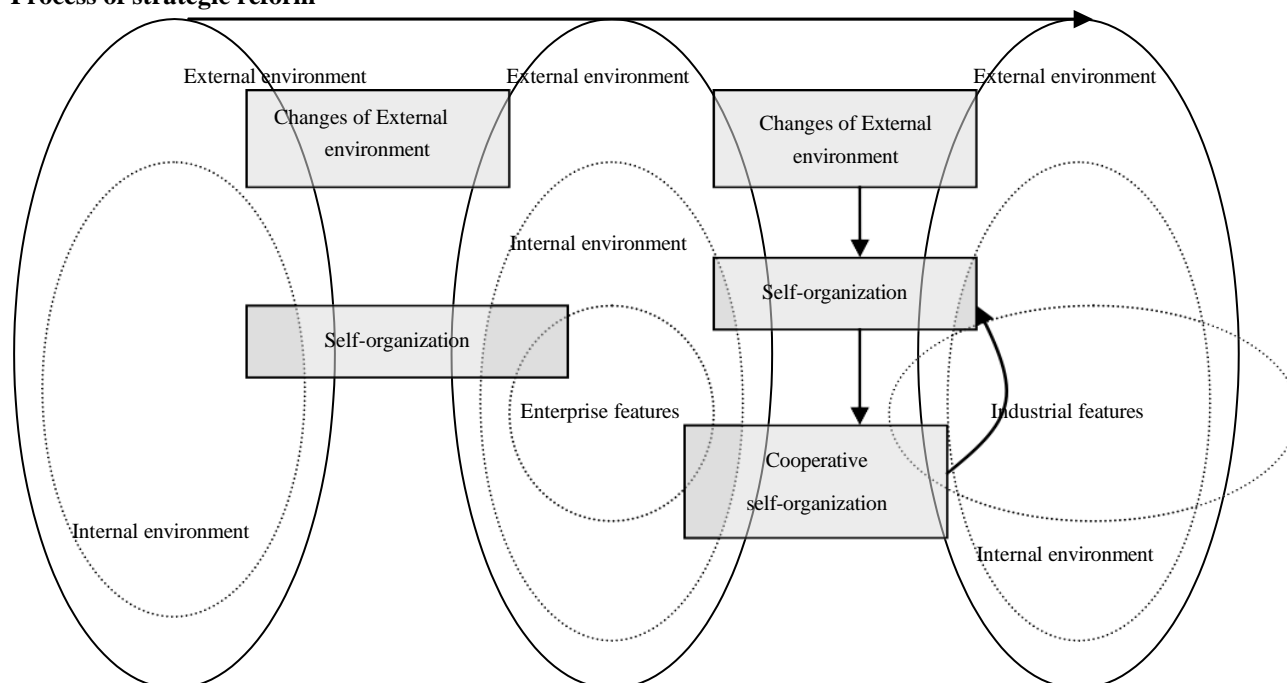 Process of strategic reform
External environment
External environment
External environment
Changes of External
environment
Changes of External
environment
Internal environment
Self-organization
Self-organization
Enterprise features
Industrial features
Cooperative
self-organization
Internal environment
Internal environment